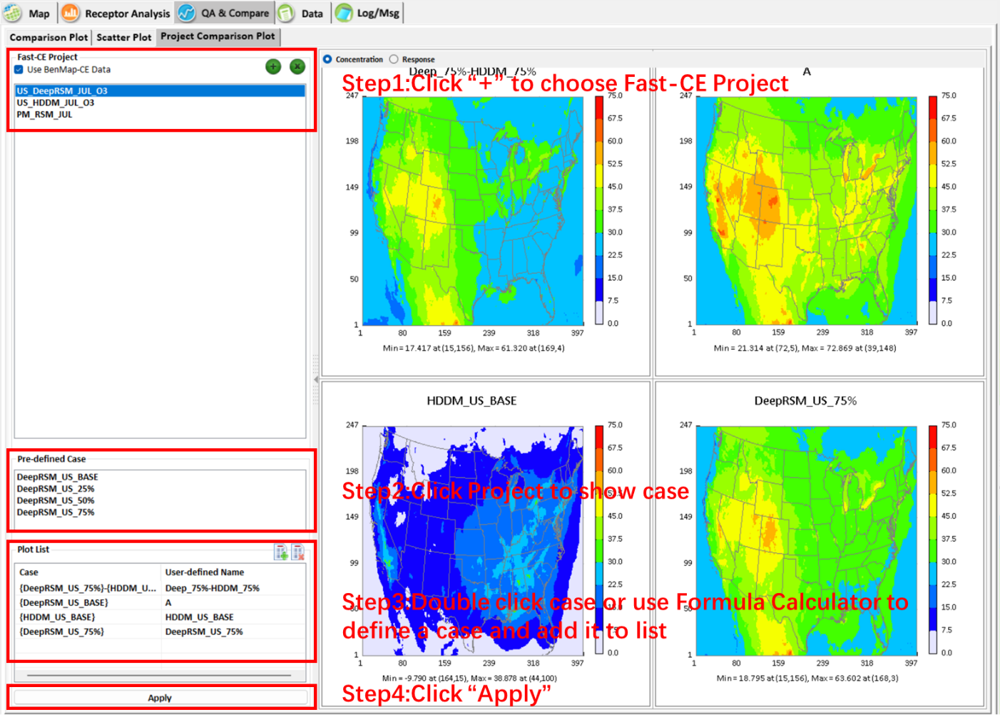 Map Receptor Analysis QA & Compare Data Log/Msg
Comparison Plot Scatter Plot Project Comparison Plot
Fast-CE Project
Use BenMap-CE Data
US_DeepRSM_JUL_O3
US_HDDM_JUL_O3
PM_RSM_JUL
Pre-defined Case
DeepRSM_US_BASE
DeepRSM_US_25%
DeepRSM_US_50%
DeepRSM_US_75%
Plot List
Case User-defined Name
{DeepRSM_US_75%}-{HDDM_U... Deep_75%-HDDM_75%
{DeepRSM_US_BASE} A
{HDDM_US_BASE} HDDM_US_BASE
{DeepRSM_US_75%} DeepRSM_US_75%
Apply
Concentration Response
Deep_75%-HDDM_75%
Step1:Click “+” to choose Fast-CE Project
247
198
149
99
50
1
1 80 159 239 318 397
75.0
67.5
60.0
52.5
45.0
37.5
30.0
22.5
15.0
7.5
0.0
Min = 17.417 at (15,156), Max = 61.320 at (169,4)
A
247
198
149
99
50
1
1 80 159 239 318 397
75.0
67.5
60.0
52.5
45.0
37.5
30.0
22.5
15.0
7.5
0.0
Min = 21.314 at (72,5), Max = 72.869 at (39,148)
HDDM_US_BASE
Step2:Click Project to show case
247
198
149
99
50
1
1 80 159 239 318 397
75.0
67.5
60.0
52.5
45.0
37.5
30.0
22.5
15.0
7.5
0.0
Step3:Double click case or use Formula Calculator to
define a case and add it to list
Min = -9.790 at (164,15), Max = 38.878 at (44,100)
Step4:Click “Apply”
DeepRSM_US_75%
247
198
149
99
50
1
1 80 159 239 318 397
75.0
67.5
60.0
52.5
45.0
37.5
30.0
22.5
15.0
7.5
0.0
Min = 18.795 at (15,156), Max = 63.602 at (168,3)